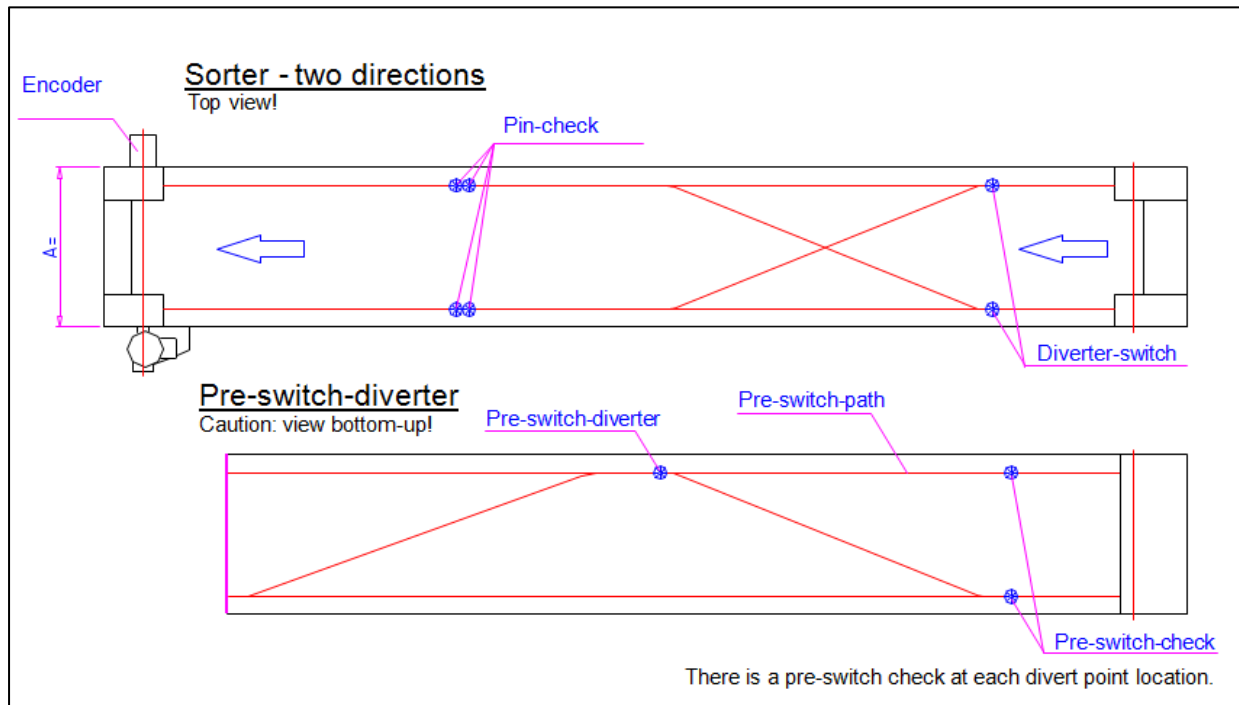 Sorter - two directions
Top view!
Encoder
Pin-check
A=
Diverter-switch
Pre-switch-diverter
Caution: view bottom-up!
Pre-switch-diverter
Pre-switch-path
Pre-switch-check
There is a pre-switch check at each divert point location.